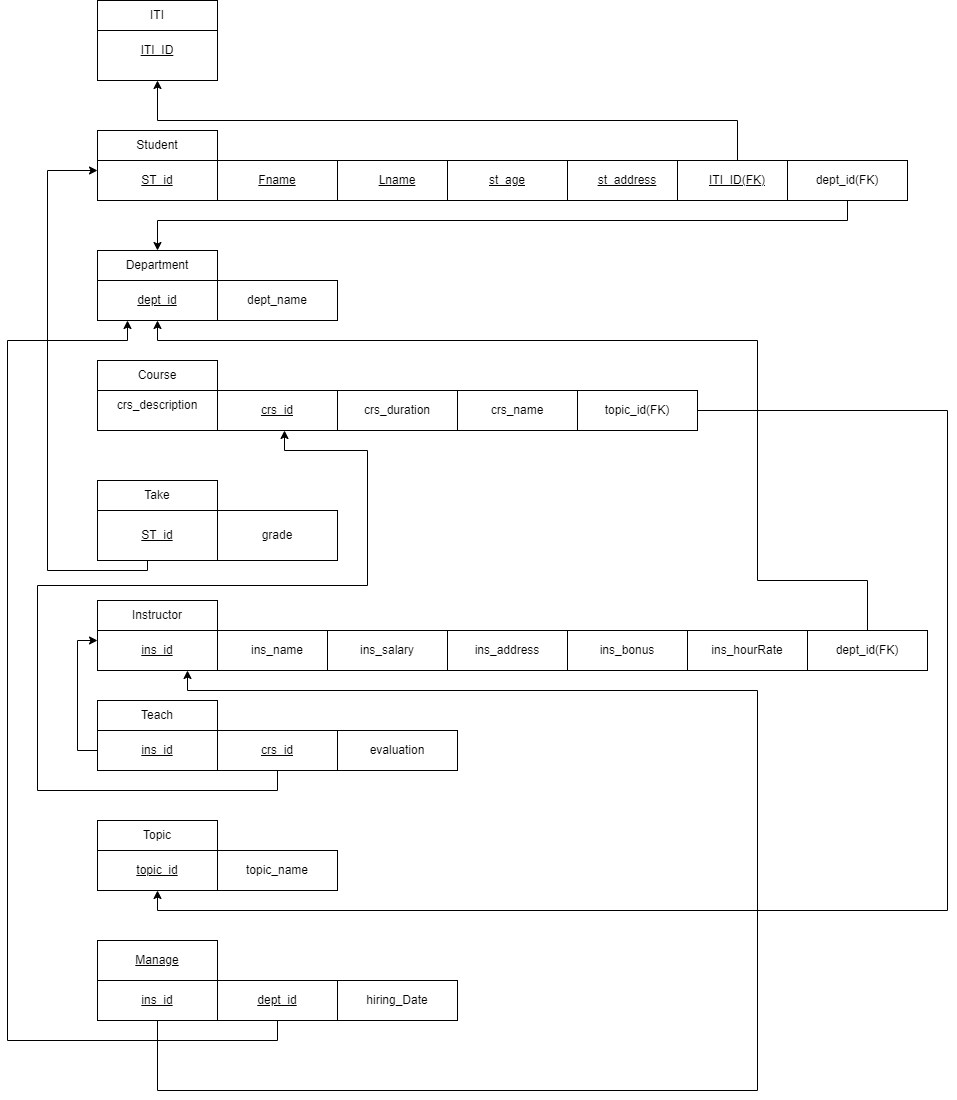 ITI
ITI_ID
Student
ST_id Fname Lname st_age st_address ITI_ID(FK) dept_id(FK)
Department
dept_id dept_name
Course
crs_description crs_id crs_duration crs_name topic_id(FK)
Take
ST_id grade
Instructor
ins_id ins_name ins_salary ins_address ins_bonus ins_hourRate dept_id(FK)
Teach
ins_id crs_id evaluation
Topic
topic_id topic_name
Manage
ins_id dept_id hiring_Date